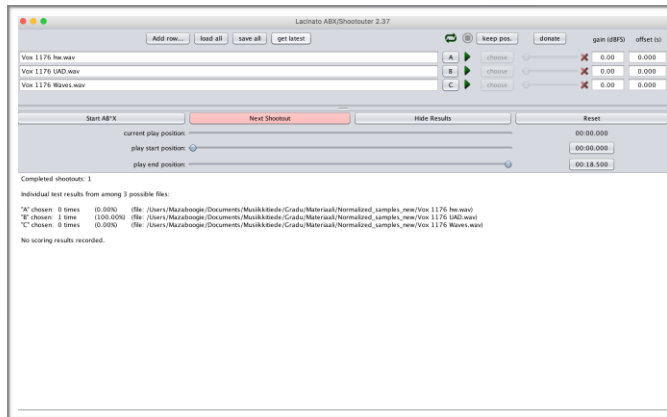 Lacinato ABX/Shootouter 2.37
Add row... load all save all get latest keep pos. donate gain (dBFS) offset (s)
Vox 1176 hw.wav A choose 0.00 0.000
Vox 1176 UAD.wav B choose 0.00 0.000
Vox 1176 Waves.wav C choose 0.00 0.000
Start AB"X Next Shootout Hide Results Reset
current play position: 00:00.000
play start position: 00:00.000
play end position: 00:18.500
Completed shootouts: 1
Individual test results from among 3 possible files:
"A" chosen: 0 times (0.00%) (file: /Users/Mazaboogie/Documents/Musiikkitiede/Gradu/Materiaali/Normalized_samples_new/Vox 1176 hw.wav)
"B" chosen: 1 time (100.00%) (file: /Users/Mazaboogie/Documents/Musiikkitiede/Gradu/Materiaali/Normalized_samples_new/Vox 1176 UAD.wav)
"C" chosen: 0 times (0.00%) (file: /Users/Mazaboogie/Documents/Musiikkitiede/Gradu/Materiaali/Normalized_samples_new/Vox 1176 Waves.wav)
No scoring results recorded.